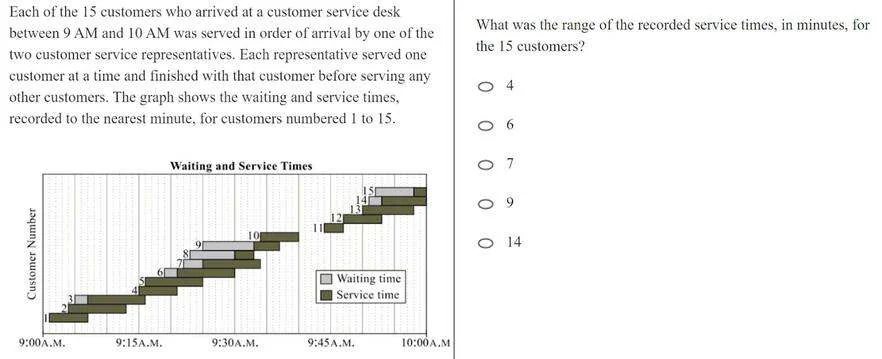 Each of the 15 customers who arrived at a customer service desk
between 9 AM and 10 AM was served in order of arrival by one of the
two customer service representatives. Each representative served one
customer at a time and finished with that customer before serving any
other customers. The graph shows the waiting and service times,
recorded to the nearest minute, for customers numbered 1 to 15.
Waiting and Service Times
Customer Number
15
14
13
12
11
10
9
8
7
6
5
4
3
2
1
Waiting time
Service time
9:00A.M.
9:15A.M.
9:30A.M.
9:45A.M.
10:00A.M
What was the range of the recorded service times, in minutes, for
the 15 customers?
4
6
7
9
14